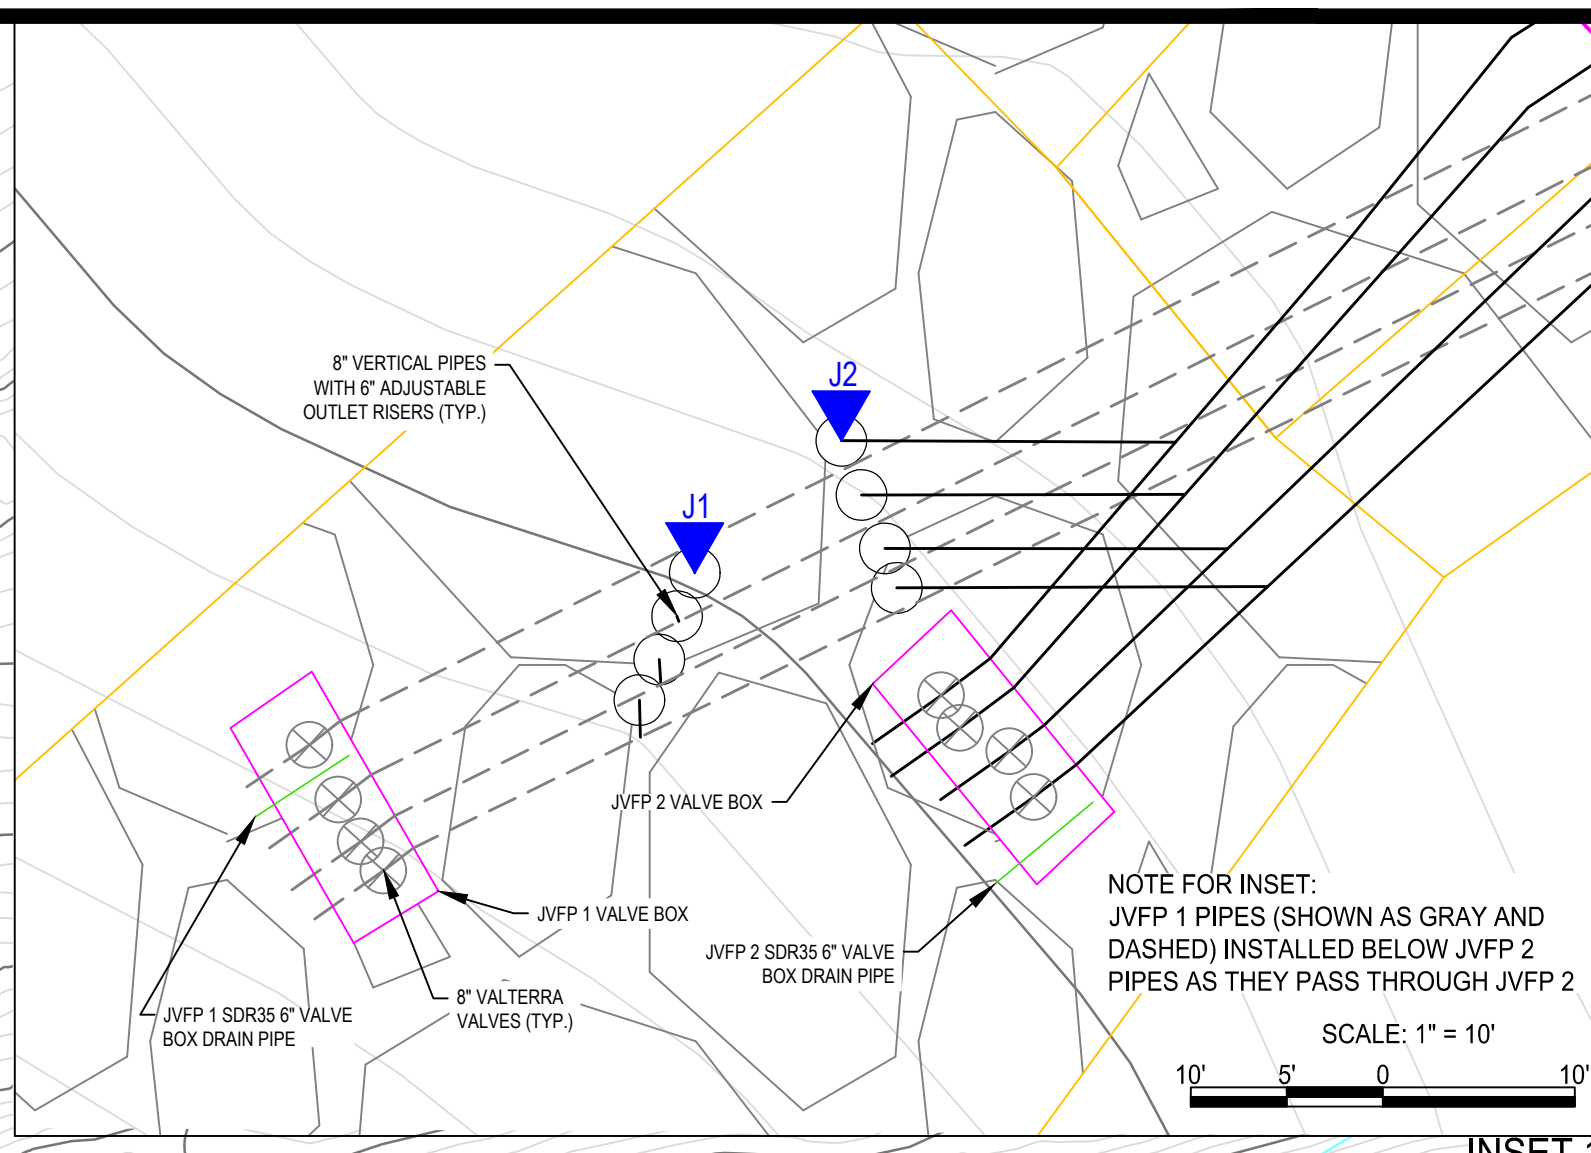 8" VERTICAL PIPES
WITH 6" ADJUSTABLE
OUTLET RISERS (TYP.)
J2
J1
JVFP 2 VALVE BOX
JVFP 1 VALVE BOX
JVFP 2 SDR35 6" VALVE
BOX DRAIN PIPE
8" VALTERRA
VALVES (TYP.)
JVFP 1 SDR35 6" VALVE
BOX DRAIN PIPE
NOTE FOR INSET:
JVFP 1 PIPES (SHOWN AS GRAY AND
DASHED) INSTALLED BELOW JVFP 2
PIPES AS THEY PASS THROUGH JVFP 2
SCALE: 1" = 10'
10' 5' 0 10'
INSET 1